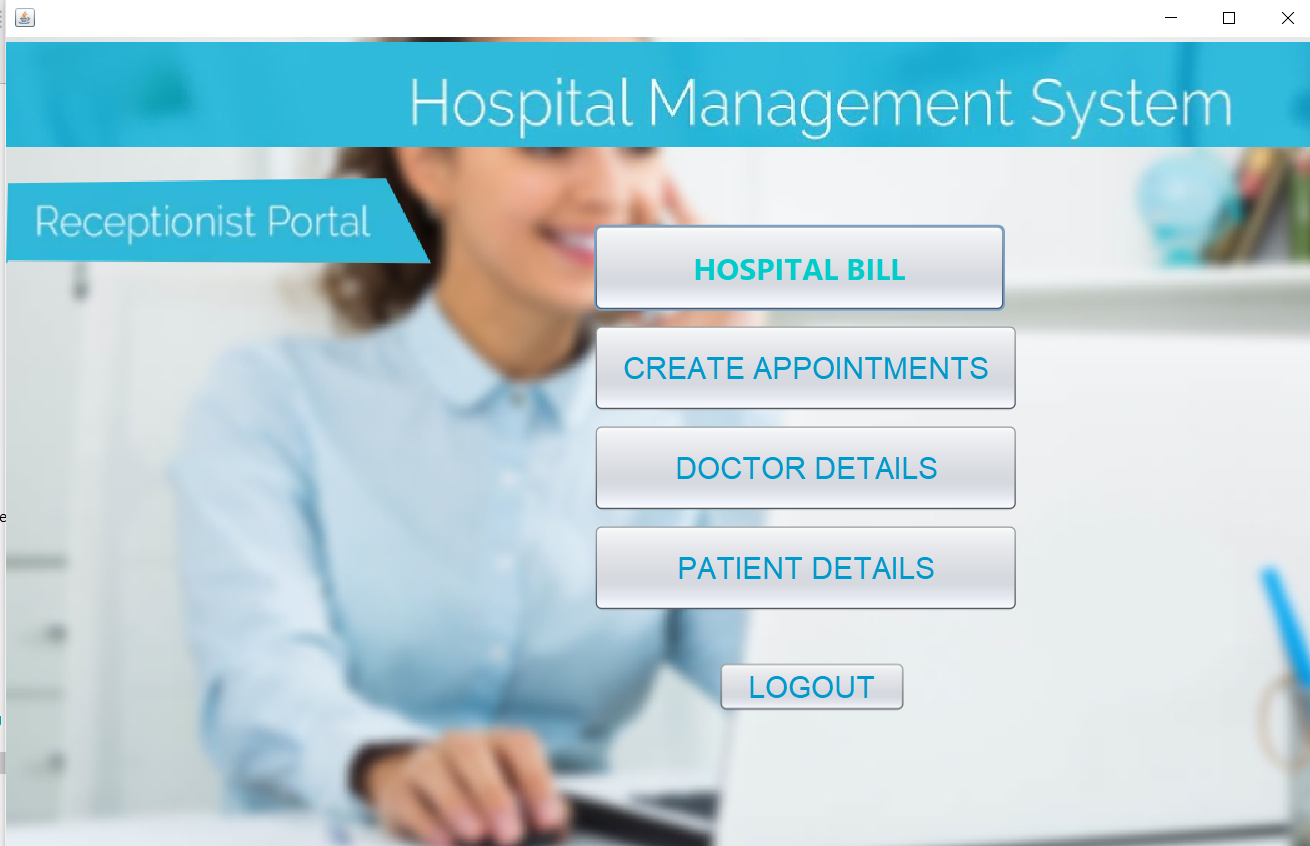 Hospital Management System
Receptionist Portal
HOSPITAL BILL
CREATE APPOINTMENTS
DOCTOR DETAILS
PATIENT DETAILS
LOGOUT